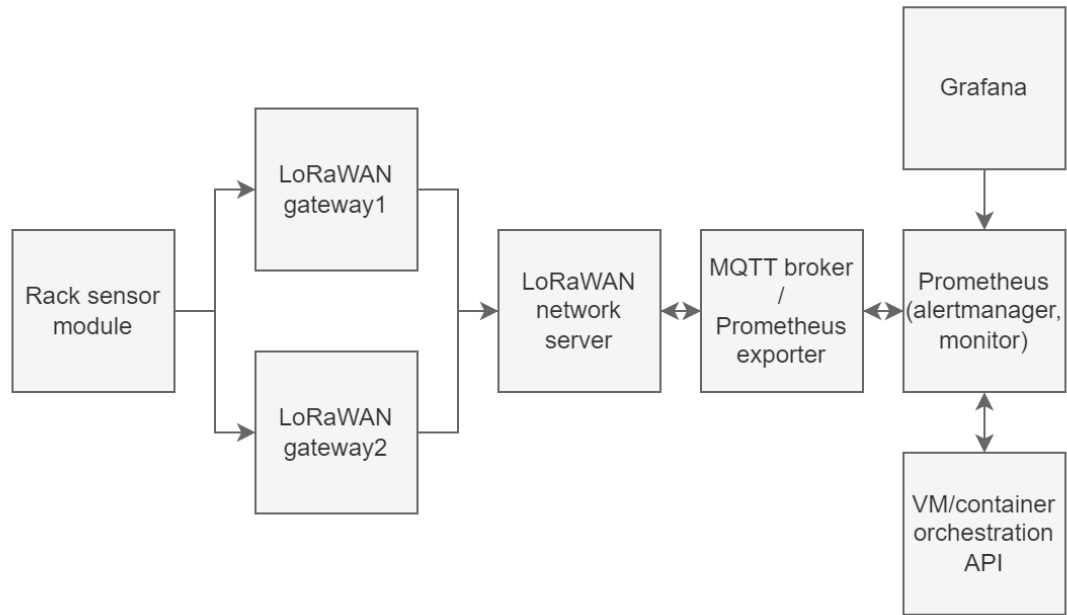 Grafana
LoRaWAN
gateway1
Rack sensor
module
LoRaWAN
network
server
MQTT broker
/
Prometheus
exporter
Prometheus
(alertmanager,
monitor)
LoRaWAN
gateway2
VM/container
orchestration
API